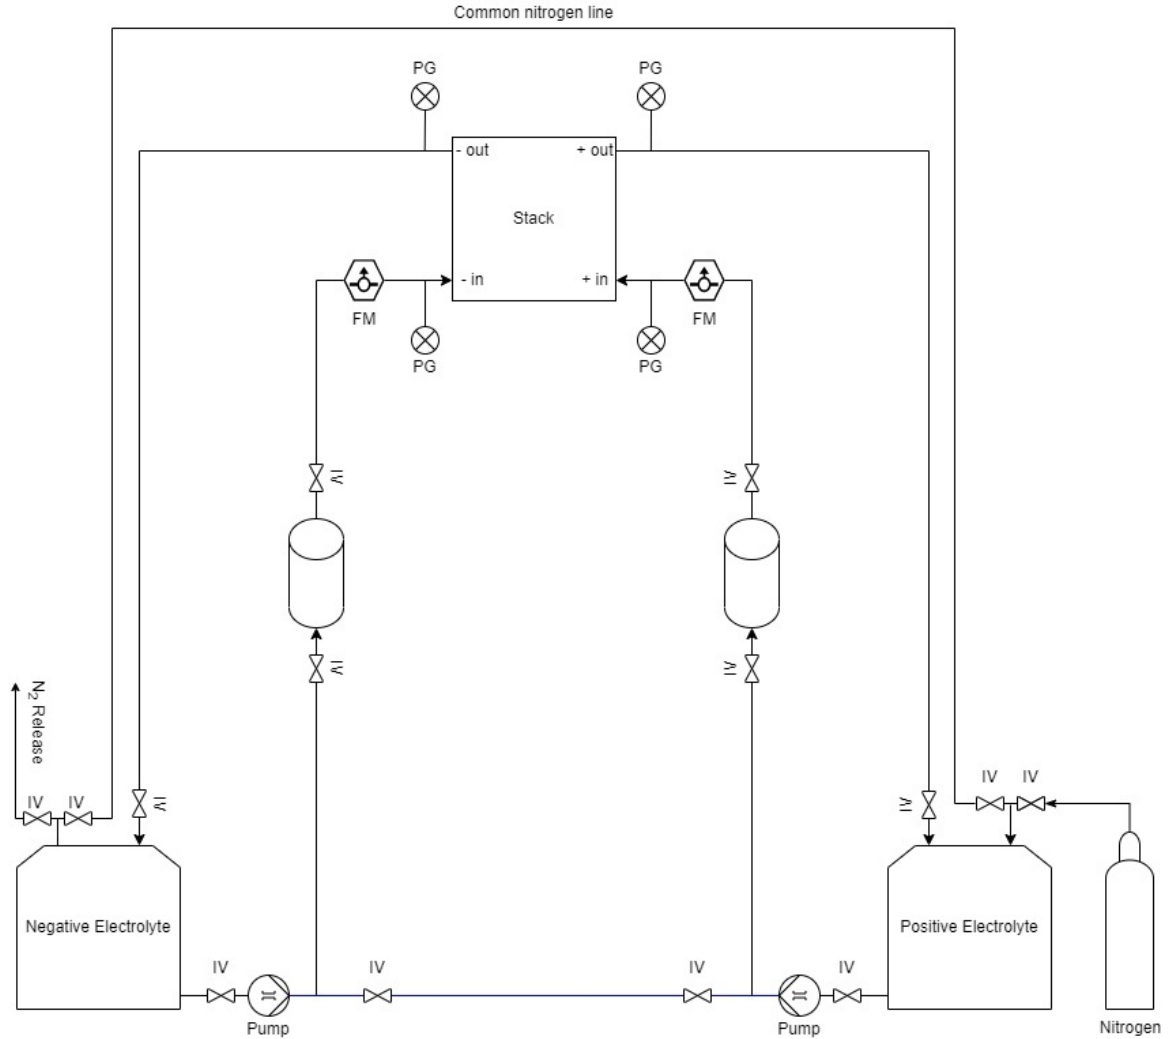 Common nitrogen line
PG
PG
- out
+ out
Stack
- in
+ in
FM
FM
PG
PG
IV
IV
IV
IV
N2 Release
IV
IV
IV
IV
IV
IV
Negative Electrolyte
Positive Electrolyte
IV
IV
IV
IV
Pump
Pump
Nitrogen